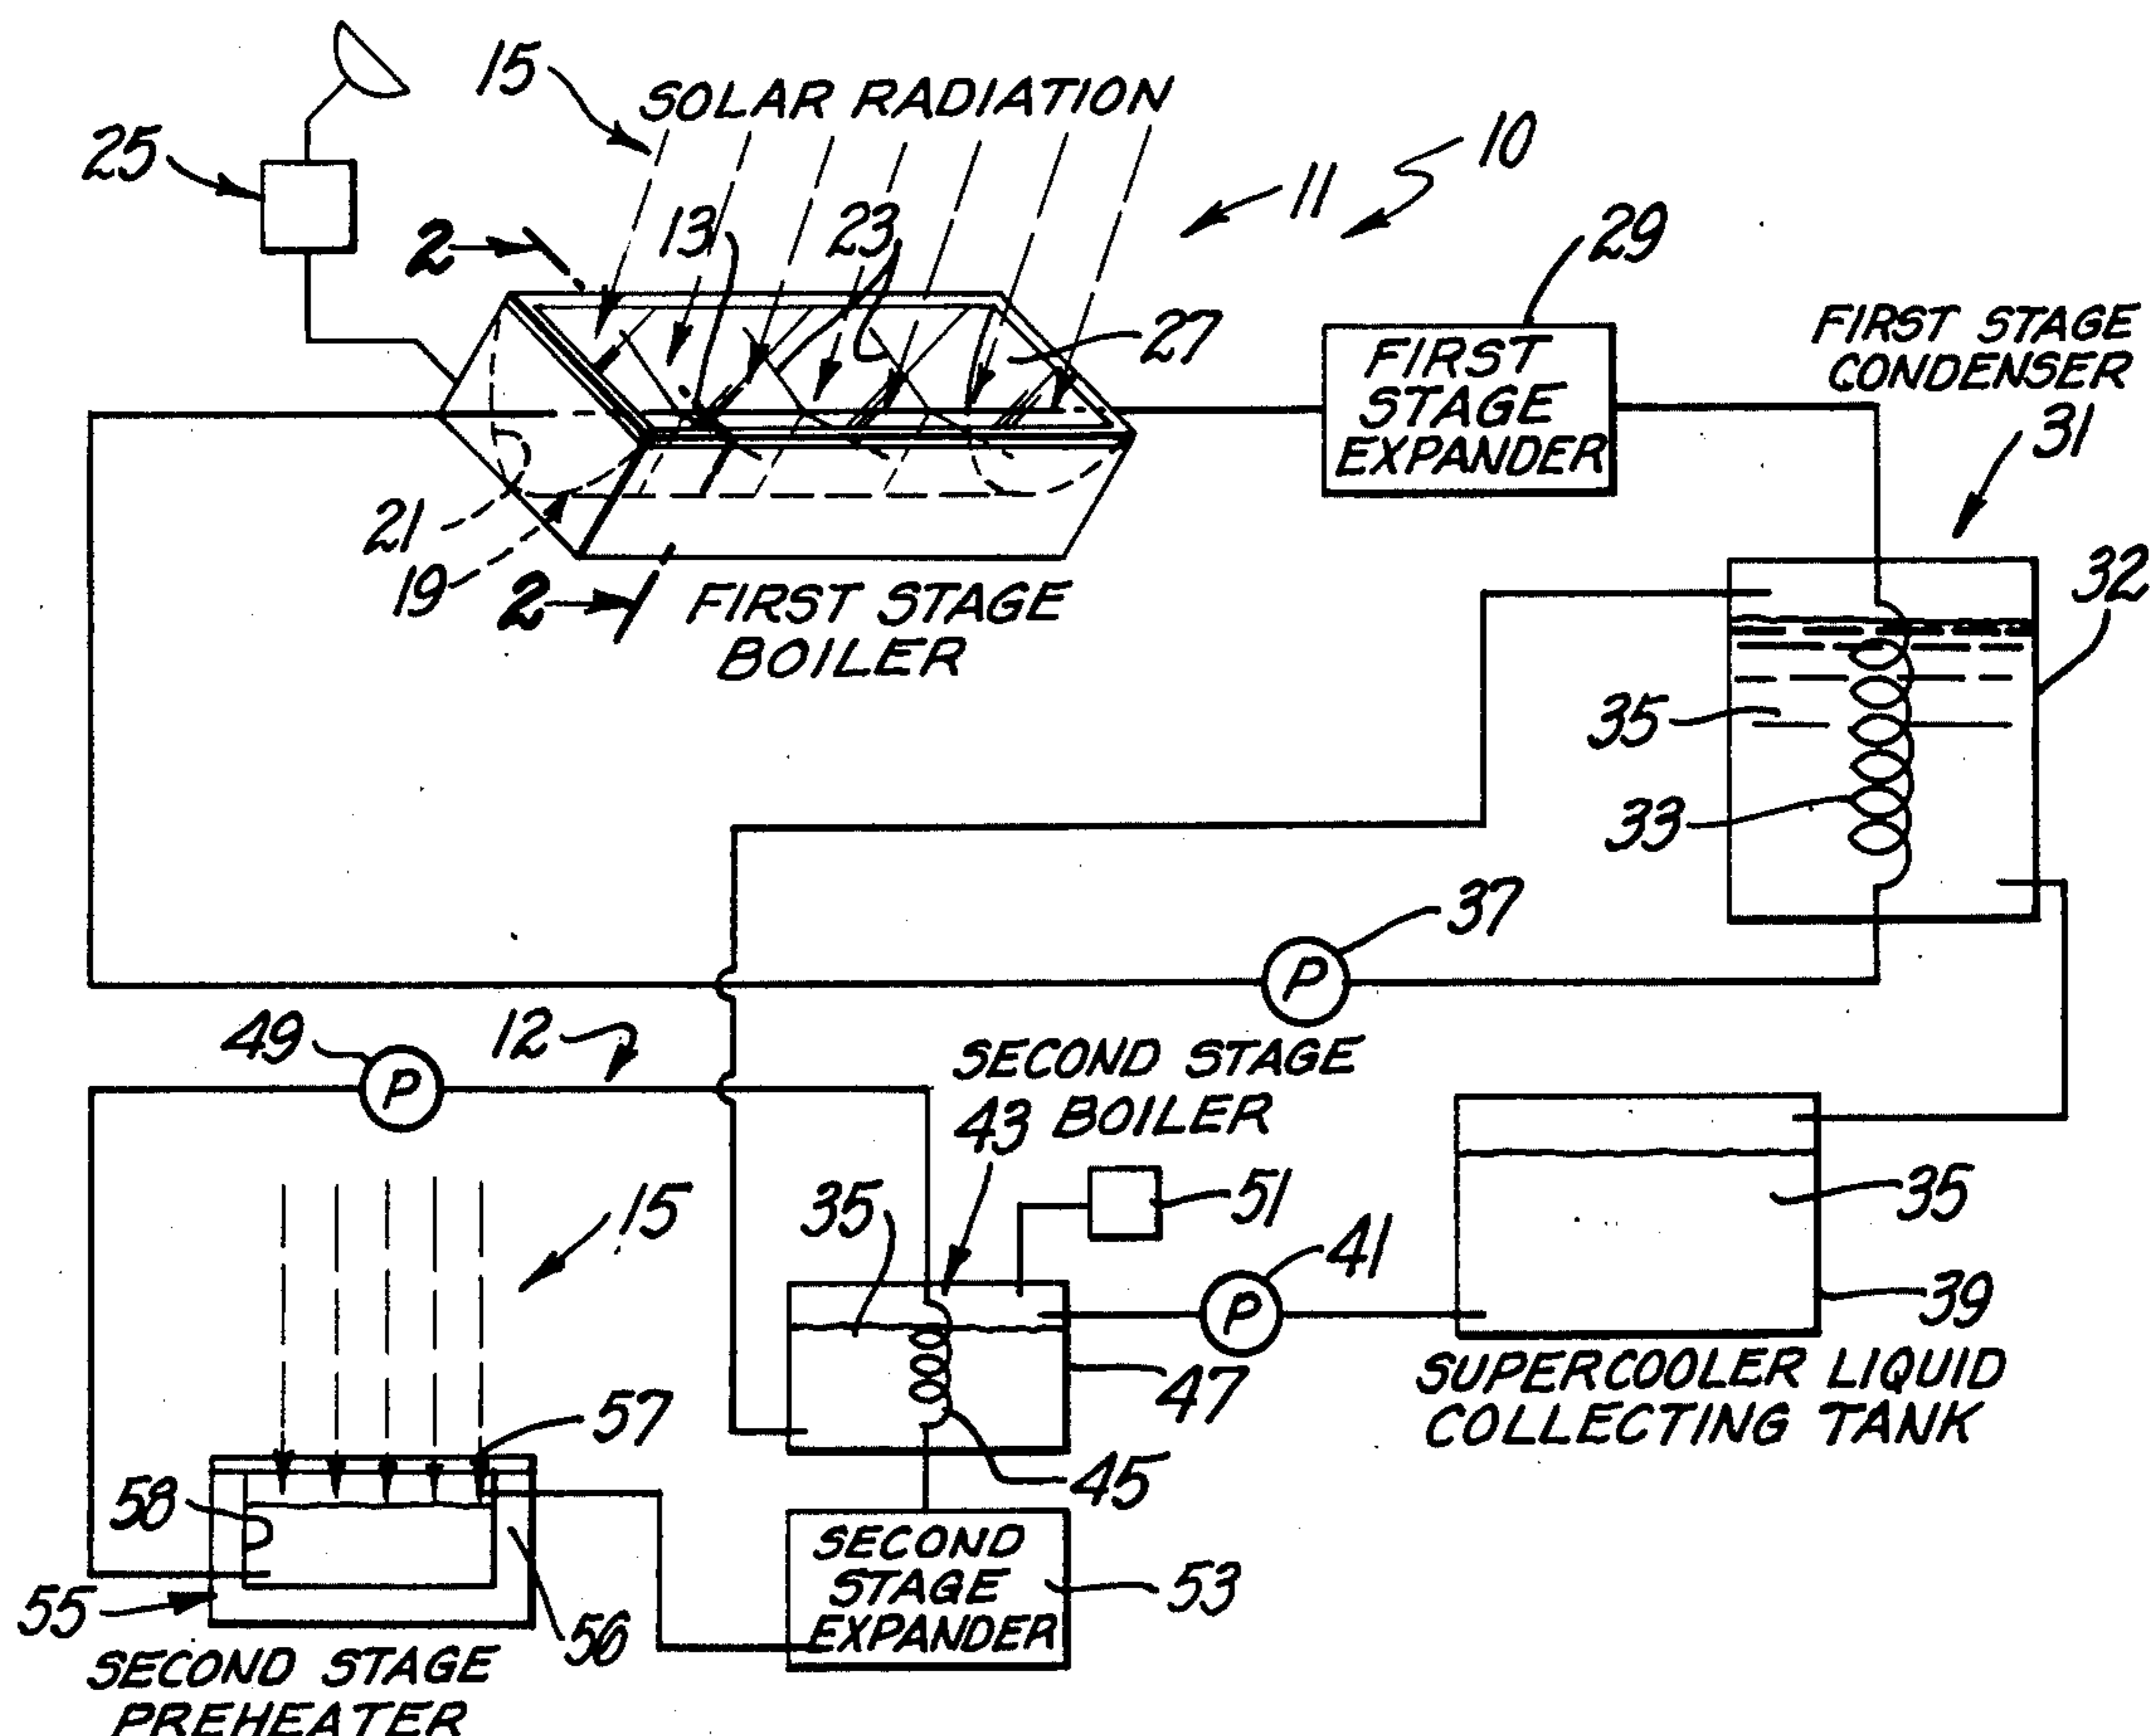 15
SOLAR RADIATION
10
25
11
2
13
23
29
27
FIRST STAGE
CONDENSER
FIRST
STAGE
EXPANDER
31
21
19
2
FIRST STAGE
BOILER
32
35
33
37
P
49
P
12
SECOND STAGE
43 BOILER
15
35
51
35
41
P
39
47
SUPERCOOLER LIQUID
COLLECTING TANK
57
45
58
SECOND
STAGE
EXPANDER
53
55
56
SECOND STAGE
PREHEATER